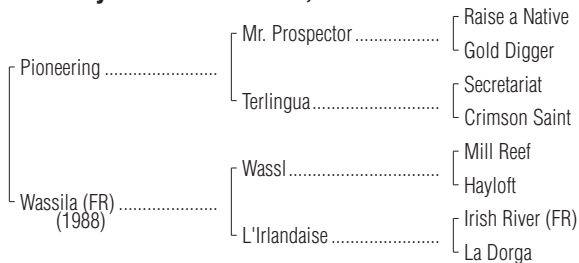 Raise a Native
Mr. Prospector ....................
Gold Digger
Pioneering ...........................
Secretariat
Terlingua ..............................
Crimson Saint
Mill Reef
Wassl ....................................
Hayloft
Wassila (FR) .......................
(1988)
Irish River (FR)
L'Irlandaise .........................
La Dorga